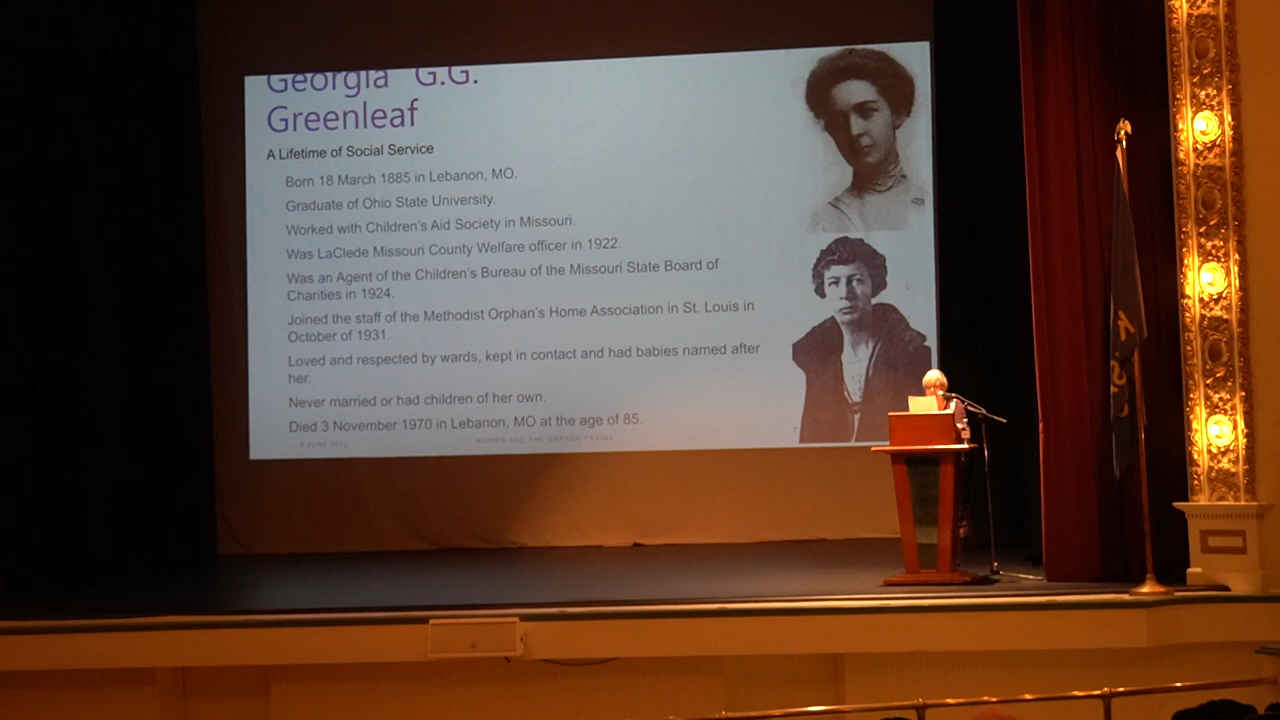 Georgia "G.G.
Greenleaf
A Lifetime of Social Service
Born 18 March 1885 in Lebanon, MO.
Graduate of Ohio State University.
Worked with Children's Aid Society in Missouri.
Was LaClede Missouri County Welfare officer in 1922.
Was an Agent of the Children's Bureau of the Missouri State Board of
Charities in 1924.
Joined the staff of the Methodist Orphan's Home Association in St. Louis in
October of 1931.
Loved and respected by wards, kept in contact and had babies named after
her.
Never married or had children of her own.
Died 3 November 1970 in Lebanon, MO at the age of 85.
WOMEN AND THE ORPHAN TRAINS